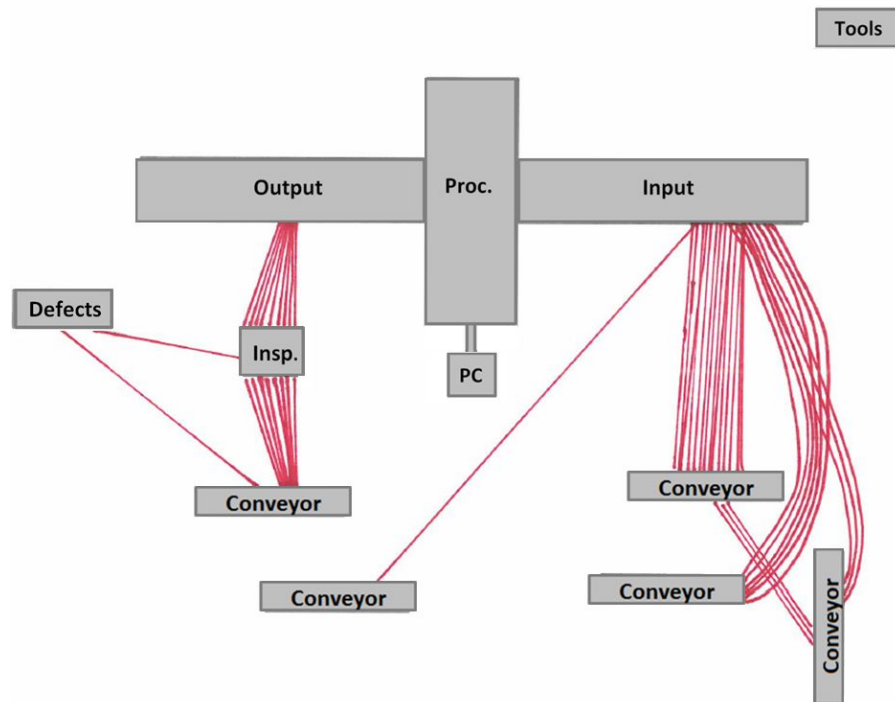 Tools
Output
Proc.
Input
Defects
Insp.
PC
Conveyor
Conveyor
Conveyor
Conveyor
Conveyor